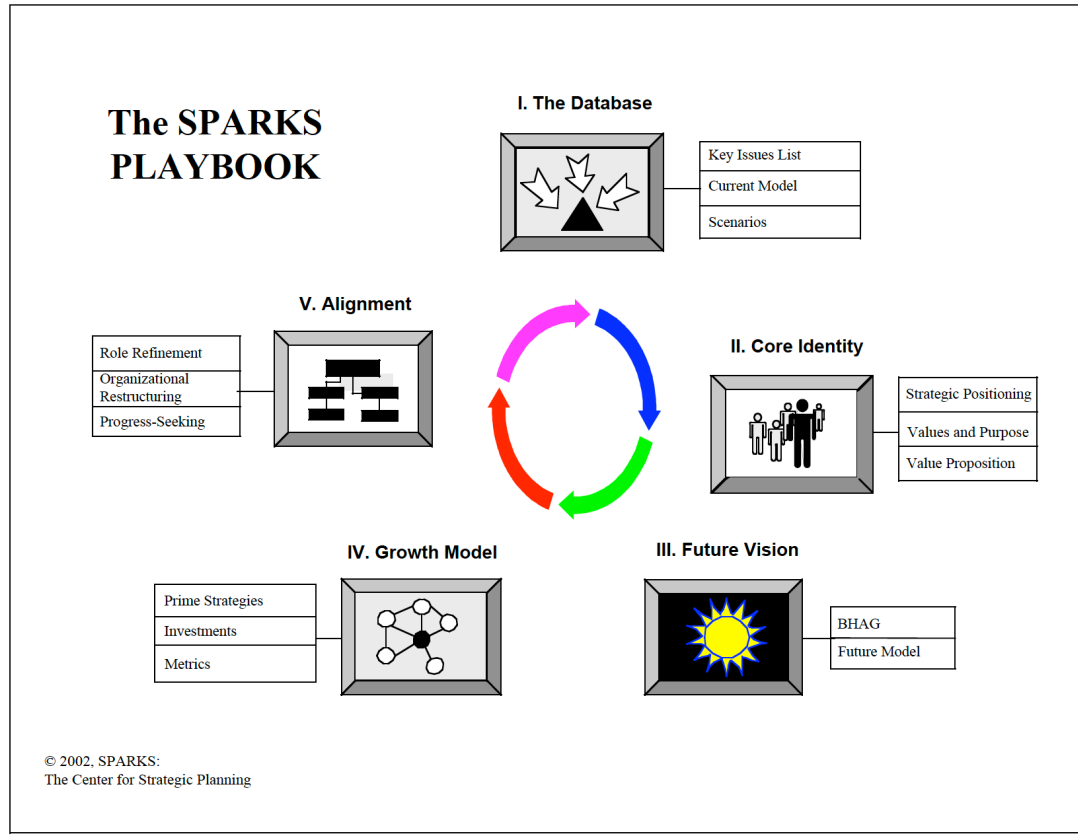 The SPARKS
PLAYBOOK
I. The Database
Key Issues List
Current Model
Scenarios
II. Core Identity
Strategic Positioning
Values and Purpose
Value Proposition
III. Future Vision
BHAG
Future Model
IV. Growth Model
Prime Strategies
Investments
Metrics
V. Alignment
Role Refinement
Organizational
Restructuring
Progress-Seeking
© 2002, SPARKS:
The Center for Strategic Planning